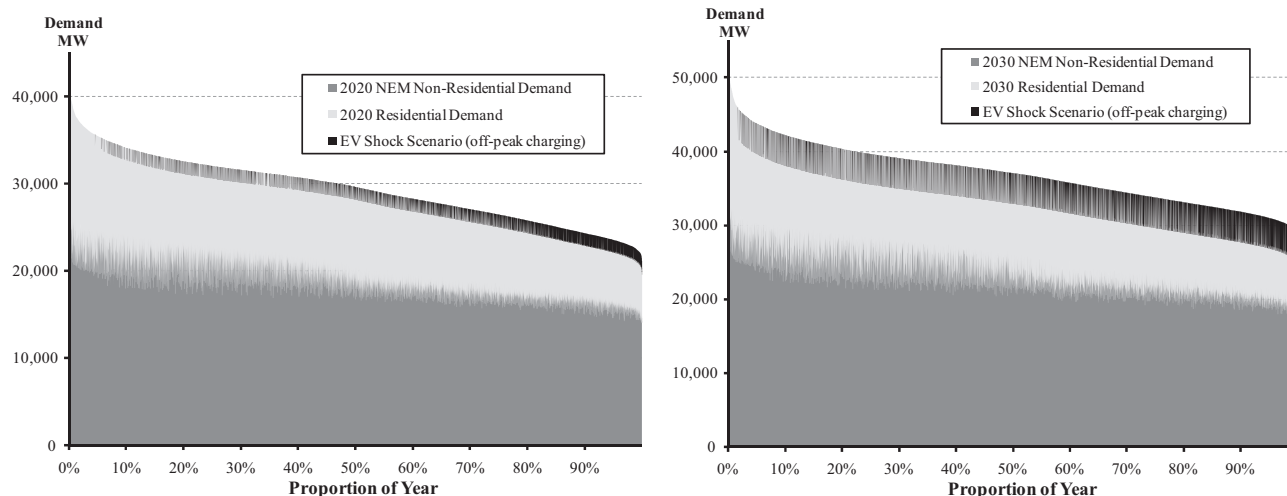 Demand
MW
40,000
30,000
20,000
10,000
0
2020 NEM Non-Residential Demand
2020 Residential Demand
EV Shock Scenario (off-peak charging)
0% 10% 20% 30% 40% 50% 60% 70% 80% 90%
Proportion of Year
Demand
MW
50,000
40,000
30,000
20,000
10,000
0
2030 NEM Non-Residential Demand
2030 Residential Demand
EV Shock Scenario (off-peak charging)
0% 10% 20% 30% 40% 50% 60% 70% 80% 90%
Proportion of Year